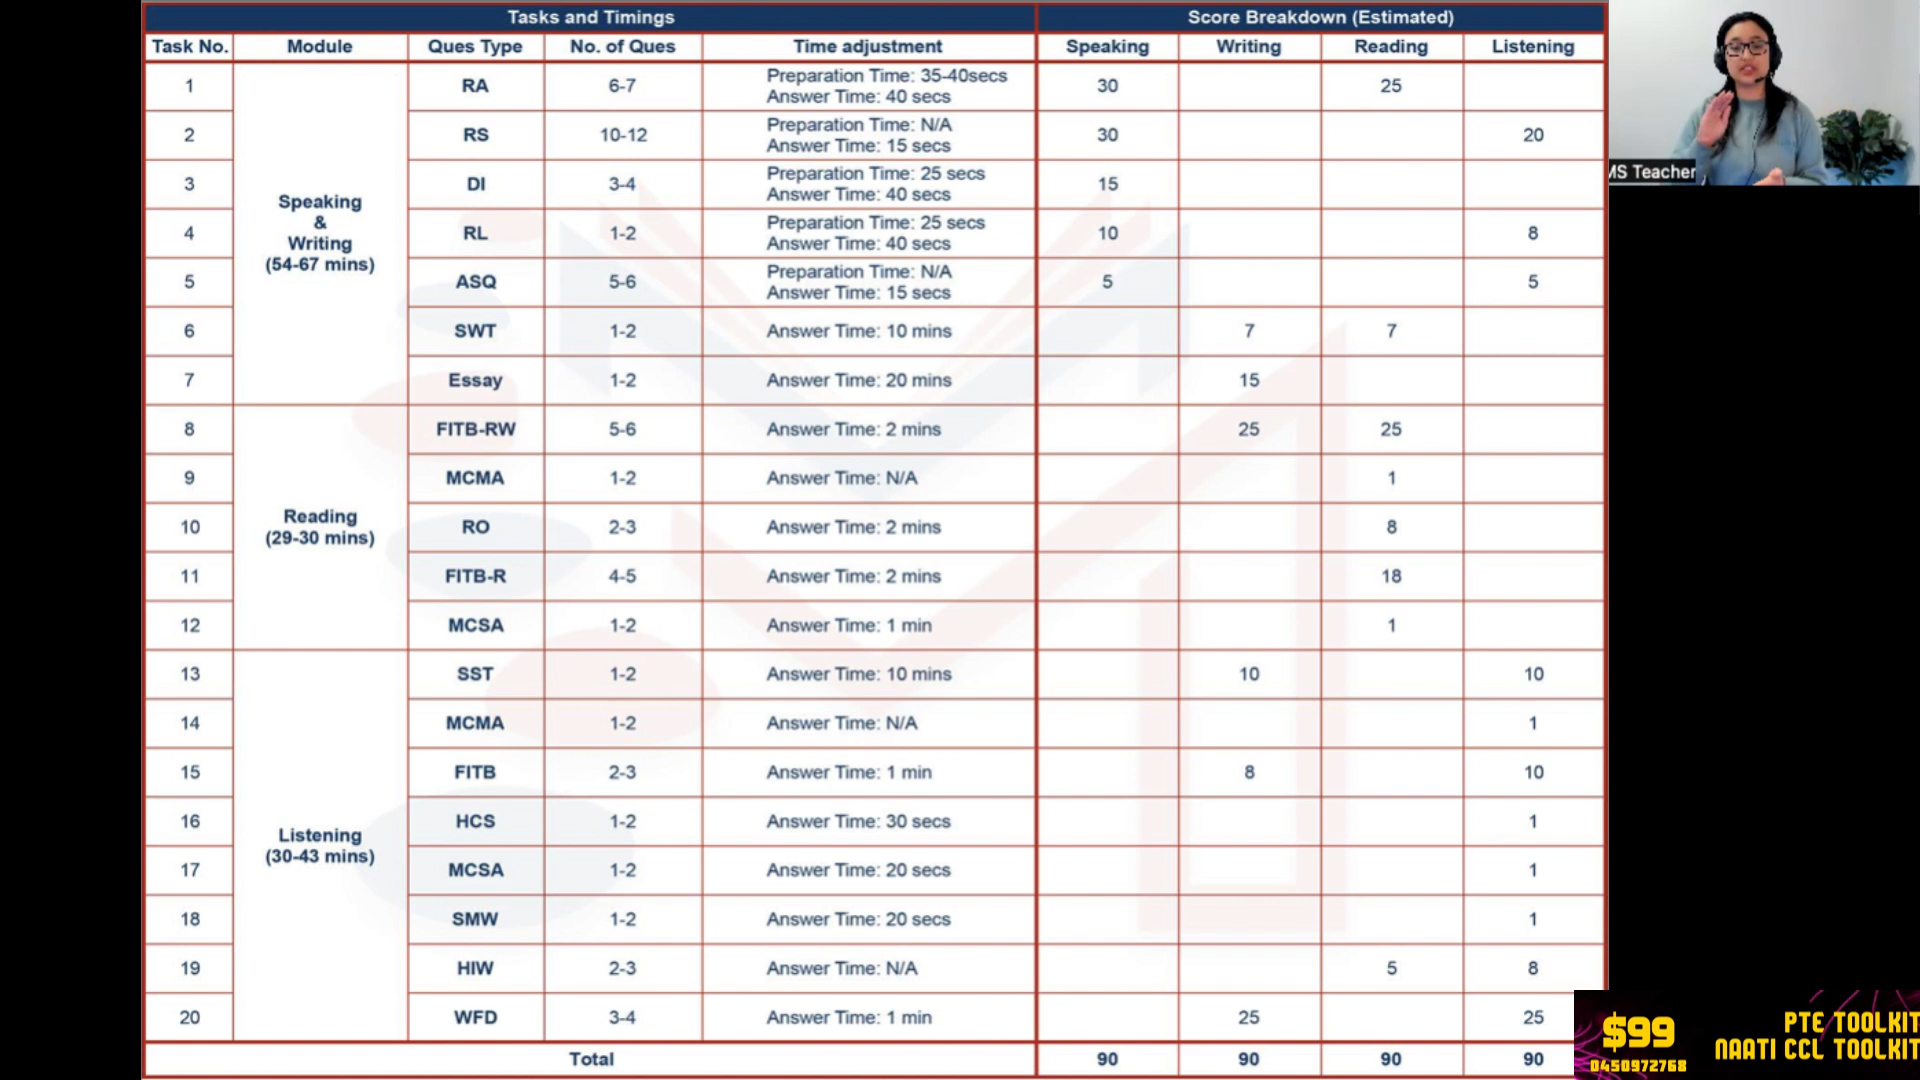 Tasks and Timings Score Breakdown (Estimated)
Task No. Module Ques Type No. of Ques Time adjustment Speaking Writing Reading Listening
Speaking
&
Writing
(54-67 mins)
1 RA 6-7 Preparation Time: 35-40secs
Answer Time: 40 secs 30 25
2 RS 10-12 Preparation Time: N/A
Answer Time: 15 secs 30 20
3 DI 3-4 Preparation Time: 25 secs
Answer Time: 40 secs 15
4 RL 1-2 Preparation Time: 25 secs
Answer Time: 40 secs 10 8
5 ASQ 5-6 Preparation Time: N/A
Answer Time: 15 secs 5 5
6 SWT 1-2 Answer Time: 10 mins 7 7
7 Essay 1-2 Answer Time: 20 mins 15
Reading
(29-30 mins)
8 FITB-RW 5-6 Answer Time: 2 mins 25 25
9 MCMA 1-2 Answer Time: N/A 1
10 RO 2-3 Answer Time: 2 mins 8
11 FITB-R 4-5 Answer Time: 2 mins 18
12 MCSA 1-2 Answer Time: 1 min 1
Listening
(30-43 mins)
13 SST 1-2 Answer Time: 10 mins 10 10
14 MCMA 1-2 Answer Time: N/A 1
15 FITB 2-3 Answer Time: 1 min 8 10
16 HCS 1-2 Answer Time: 30 secs 1
17 MCSA 1-2 Answer Time: 20 secs 1
18 SMW 1-2 Answer Time: 20 secs 1
19 HIW 2-3 Answer Time: N/A 5 8
20 WFD 3-4 Answer Time: 1 min 25 25
Total 90 90 90 90
MS Teacher
$99
0450972768
PTE TOOLKIT
NAATI CCL TOOLKIT